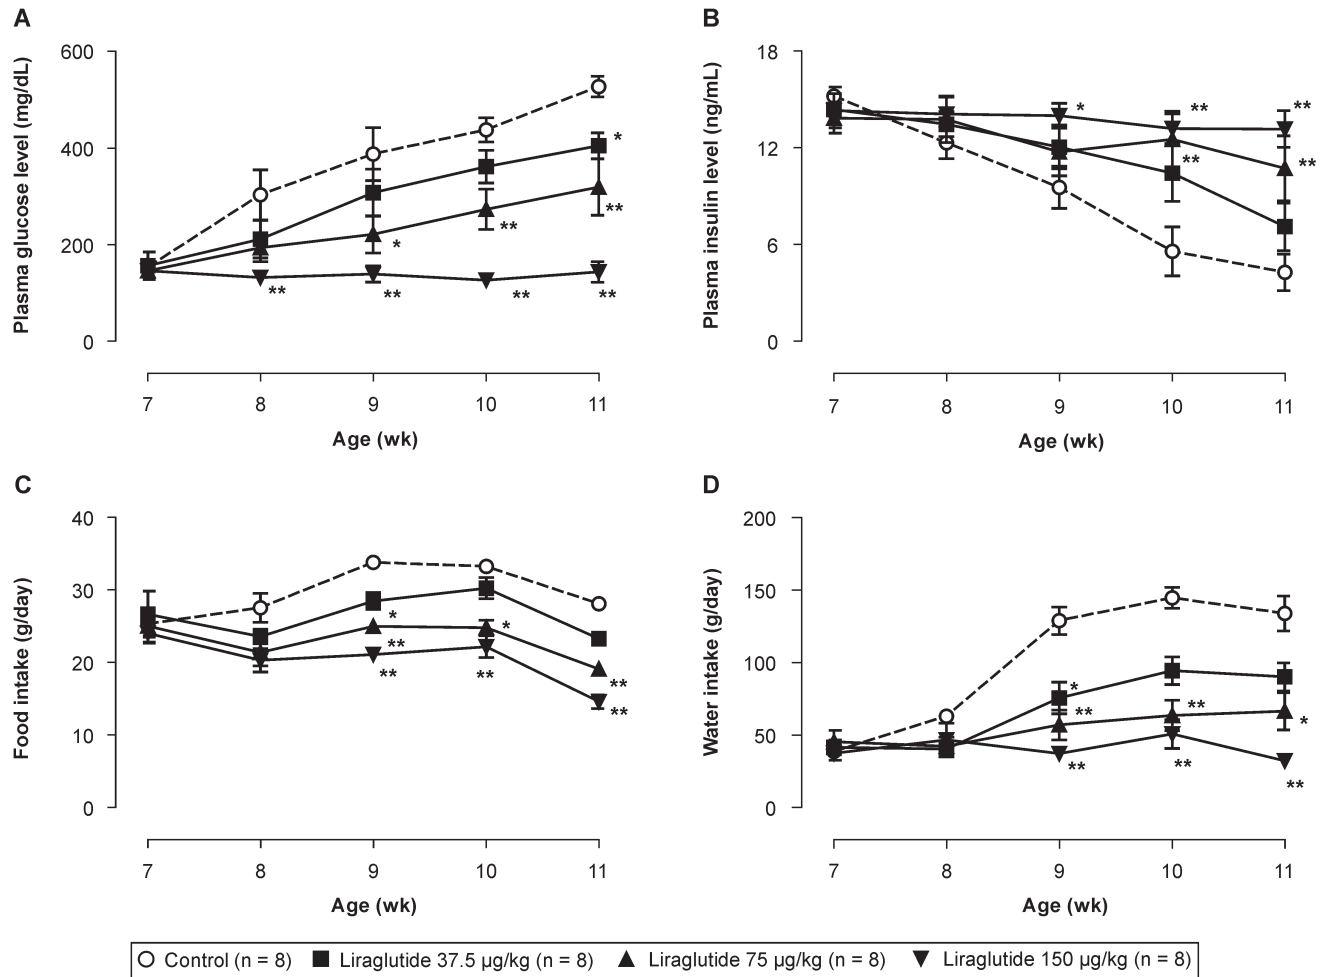 A
Plasma glucose level (mg/dL)
600
400
200
0
*
**
*
**
**
**
**
**
7 8 9 10 11
Age (wk)
B
Plasma insulin level (ng/mL)
18
12
6
0
*
**
**
**
**
7 8 9 10 11
Age (wk)
C
Food intake (g/day)
40
30
20
10
0
*
*
**
**
**
**
**
7 8 9 10 11
Age (wk)
D
Water intake (g/day)
200
150
100
50
0
*
**
**
*
**
**
**
7 8 9 10 11
Age (wk)
Control (n = 8) Liraglutide 37.5 µg/kg (n = 8) Liraglutide 75 µg/kg (n = 8) Liraglutide 150 µg/kg (n = 8)